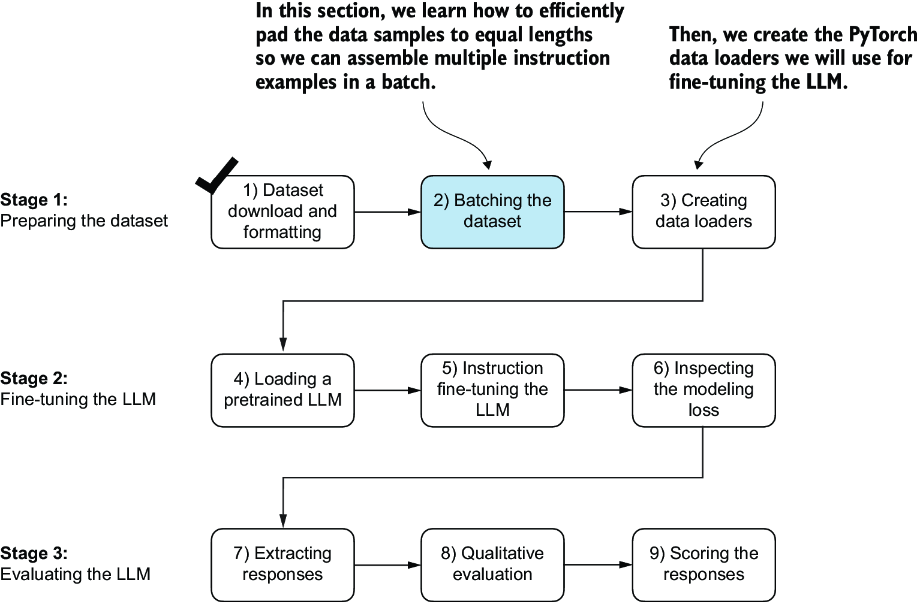 In this section, we learn how to efficiently
pad the data samples to equal lengths
so we can assemble multiple instruction
examples in a batch.
Then, we create the PyTorch
data loaders we will use for
fine-tuning the LLM.
Stage 1:
Preparing the dataset
1) Dataset
download and
formatting
2) Batching the
dataset
3) Creating
data loaders
Stage 2:
Fine-tuning the LLM
4) Loading a
pretrained LLM
5) Instruction
fine-tuning the
LLM
6) Inspecting
the modeling
loss
Stage 3:
Evaluating the LLM
7) Extracting
responses
8) Qualitative
evaluation
9) Scoring the
responses